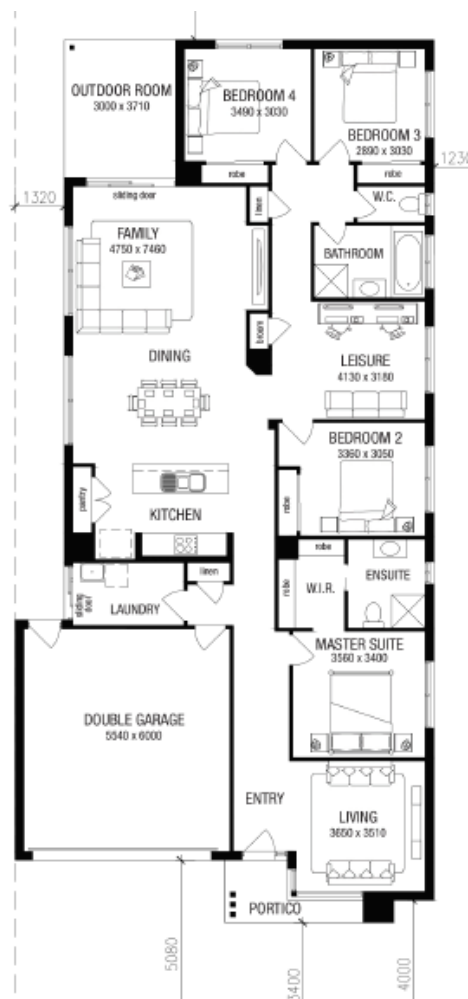 OUTDOOR ROOM
3000 x 3710
BEDROOM 4
3490 x 3030
BEDROOM 3
2890 x 3030
1230
robe
robe
1320
sliding door
linen
W.C.
FAMILY
4750 x 7460
BATHROOM
broom
DINING
LEISURE
4130 x 3180
BEDROOM 2
3360 x 3050
pantry
robe
KITCHEN
robe
linen
robe
W.I.R.
ENSUITE
sliding door
LAUNDRY
MASTER SUITE
3560 x 3400
DOUBLE GARAGE
5540 x 6000
ENTRY
LIVING
3650 x 3510
PORTICO
5080
4000